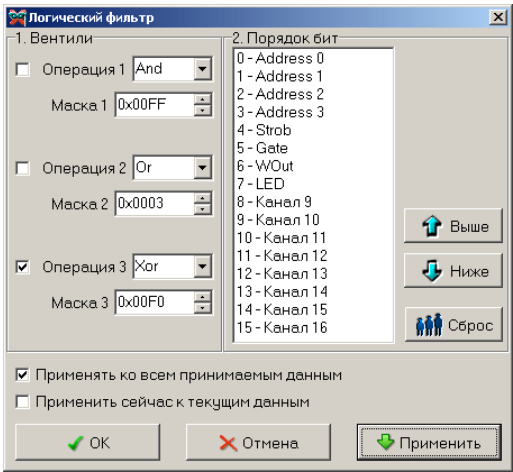 Логический фильтр
1. Вентили
Операция 1 And
Маска 1 0x00FF
Операция 2 Or
Маска 2 0x0003
Операция 3 Xor
Маска 3 0x00F0
2. Порядок бит
0 - Address 0
1 - Address 1
2 - Address 2
3 - Address 3
4 - Strob
5 - Gate
6 - WOut
7 - LED
8 - Канал 9
9 - Канал 10
10 - Канал 11
11 - Канал 12
12 - Канал 13
13 - Канал 14
14 - Канал 15
15 - Канал 16
Выше
Ниже
Сброс
Применять ко всем принимаемым данным
Применить сейчас к текущим данным
OK Отмена Применить